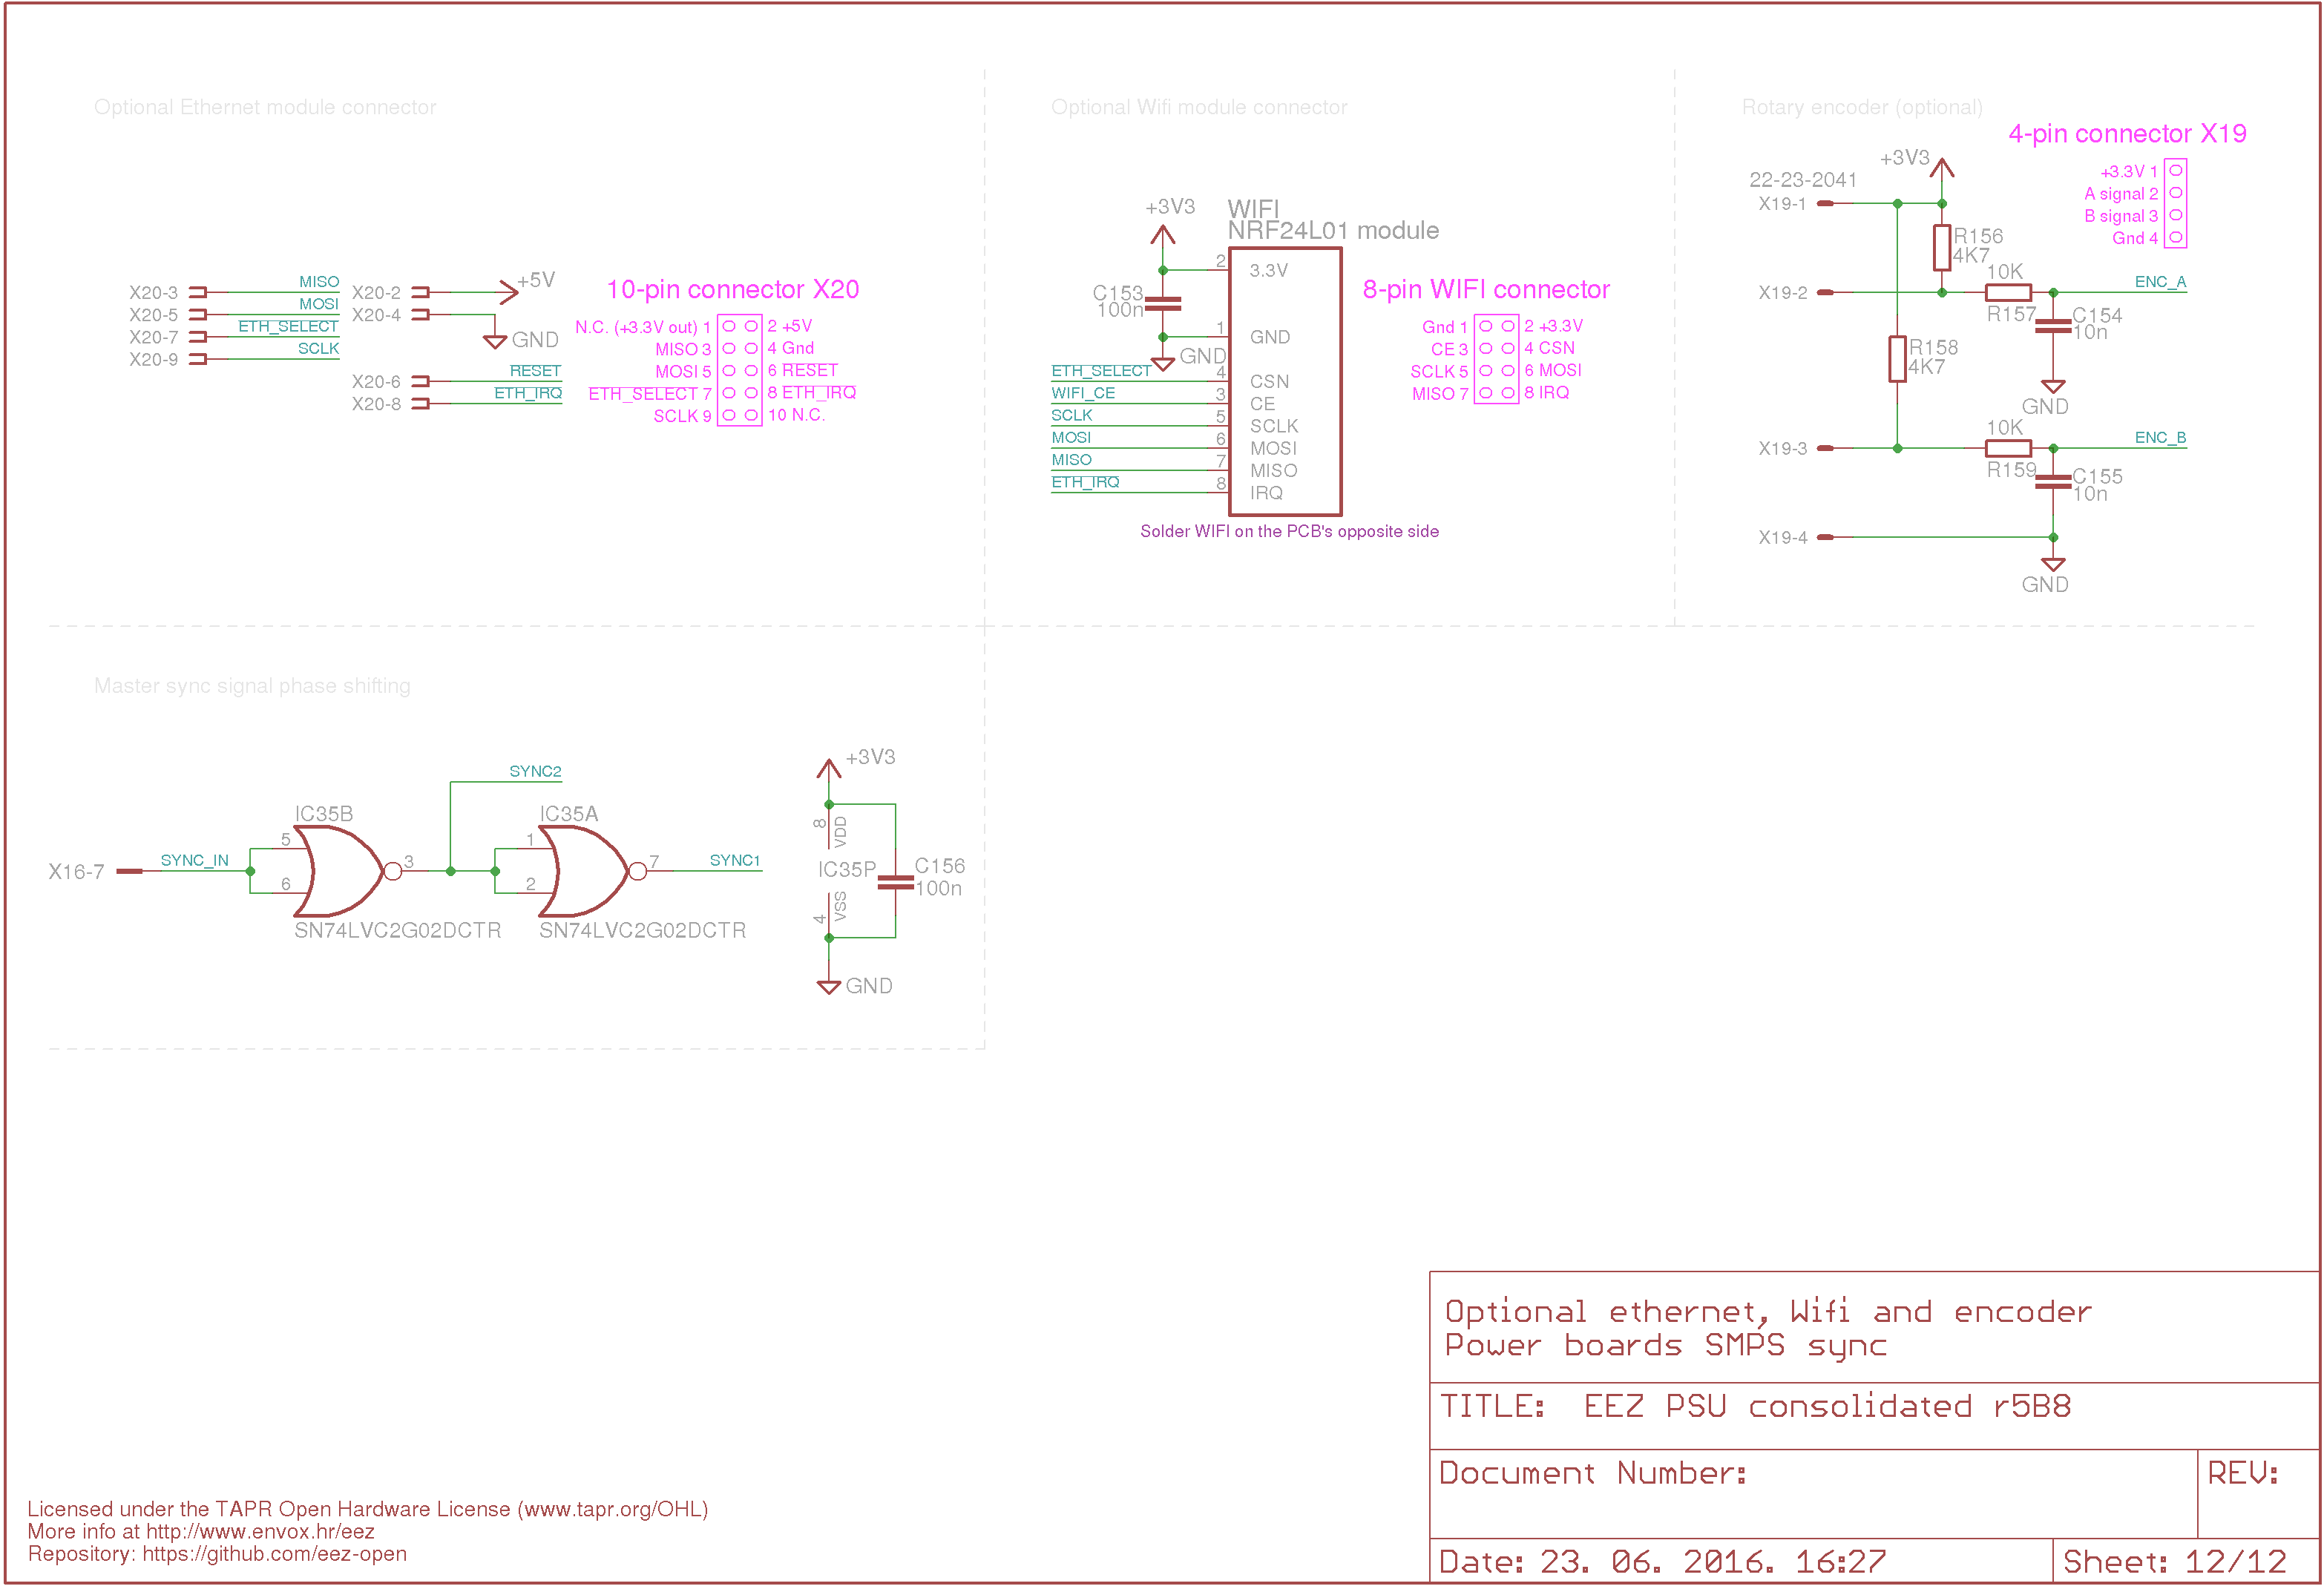 Optional Ethernet module connector
X20-3
MISO
X20-5
MOSI
X20-7
ETH_SELECT
X20-9
SCLK
X20-2
+5V
X20-4
GND
X20-6
RESET
X20-8
ETH_IRQ
10-pin connector X20
N.C. (+3.3V out) 1
2 +5V
MISO 3
4 Gnd
MOSI 5
6 RESET
ETH_SELECT 7
8 ETH_IRQ
SCLK 9
10 N.C.
Optional Wifi module connector
+3V3
WIFI
NRF24L01 module
C153
100n
GND
2
3.3V
1
GND
ETH_SELECT
4
CSN
WIFI_CE
3
CE
SCLK
5
SCLK
MOSI
6
MOSI
MISO
7
MISO
ETH_IRQ
8
IRQ
Solder WIFI on the PCB's opposite side
8-pin WIFI connector
Gnd 1
2 +3.3V
CE 3
4 CSN
SCLK 5
6 MOSI
MISO 7
8 IRQ
Rotary encoder (optional)
4-pin connector X19
+3.3V 1
A signal 2
B signal 3
Gnd 4
+3V3
22-23-2041
X19-1
R156
4K7
X19-2
10K
R157
ENC_A
C154
10n
GND
R158
4K7
X19-3
10K
R159
ENC_B
C155
10n
X19-4
GND
Master sync signal phase shifting
X16-7
SYNC_IN
IC35B
5
6
3
SN74LVC2G02DCTR
SYNC2
IC35A
1
2
7
SN74LVC2G02DCTR
SYNC1
+3V3
8
VDD
IC35P
4
VSS
C156
100n
GND
Optional ethernet, Wifi and encoder
Power boards SMPS sync
TITLE: EEZ PSU consolidated r5B8
Document Number:
REV:
Date: 23. 06. 2016. 16:27
Sheet: 12/12
Licensed under the TAPR Open Hardware License (www.tapr.org/OHL)
More info at http://www.envox.hr/eez
Repository: https://github.com/eez-open